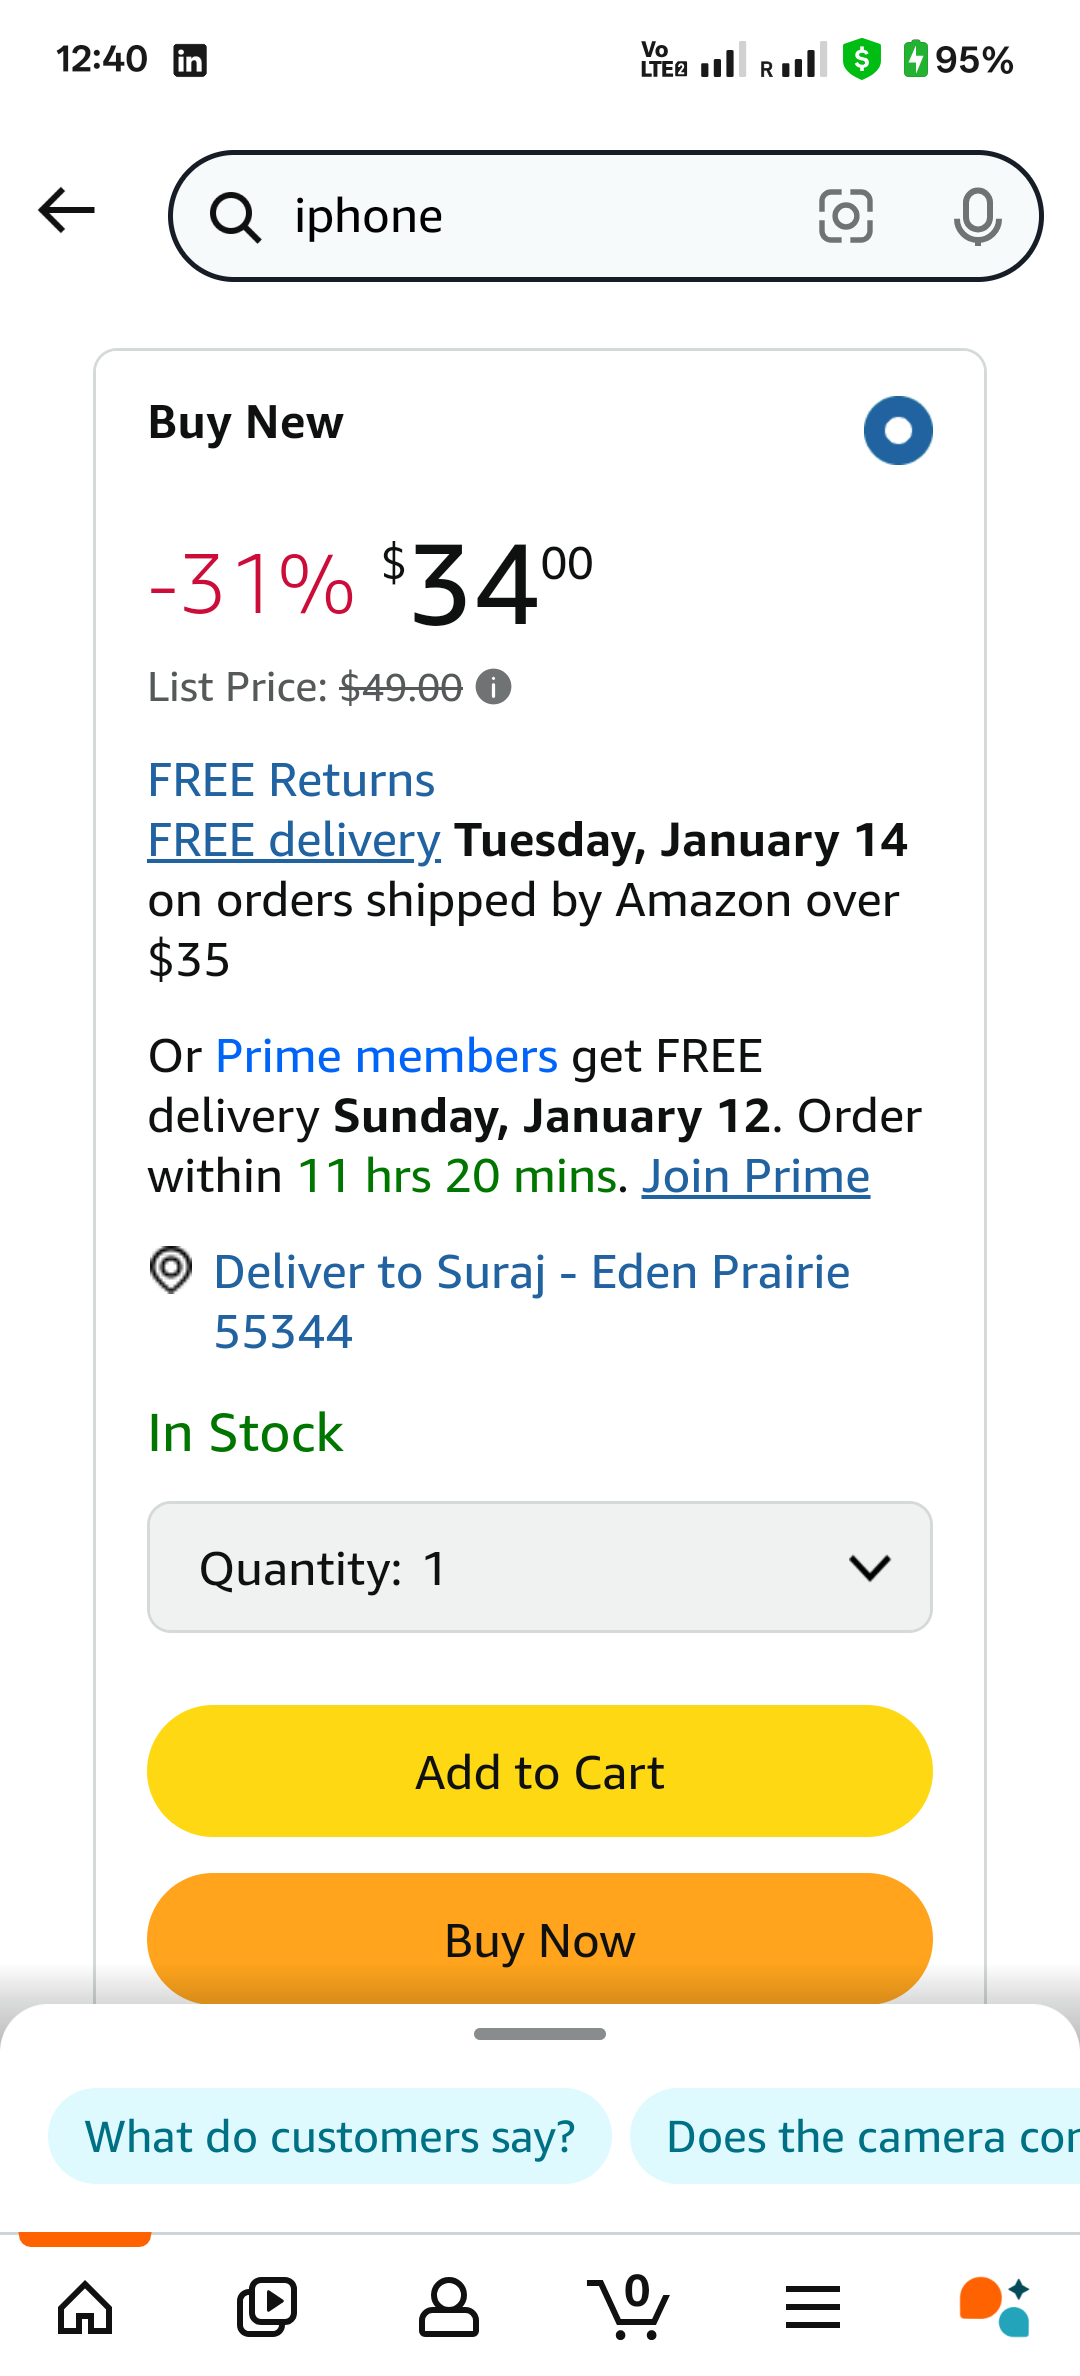 12:40 in Vo LTE2 R $ 95%
iphone
Buy New
-31% $34 00
List Price: $49.00 i
FREE Returns
FREE delivery Tuesday, January 14
on orders shipped by Amazon over
$35
Or Prime members get FREE
delivery Sunday, January 12. Order
within 11 hrs 20 mins. Join Prime
Deliver to Suraj - Eden Prairie
55344
In Stock
Quantity: 1
Add to Cart
Buy Now
What do customers say? Does the camera
0